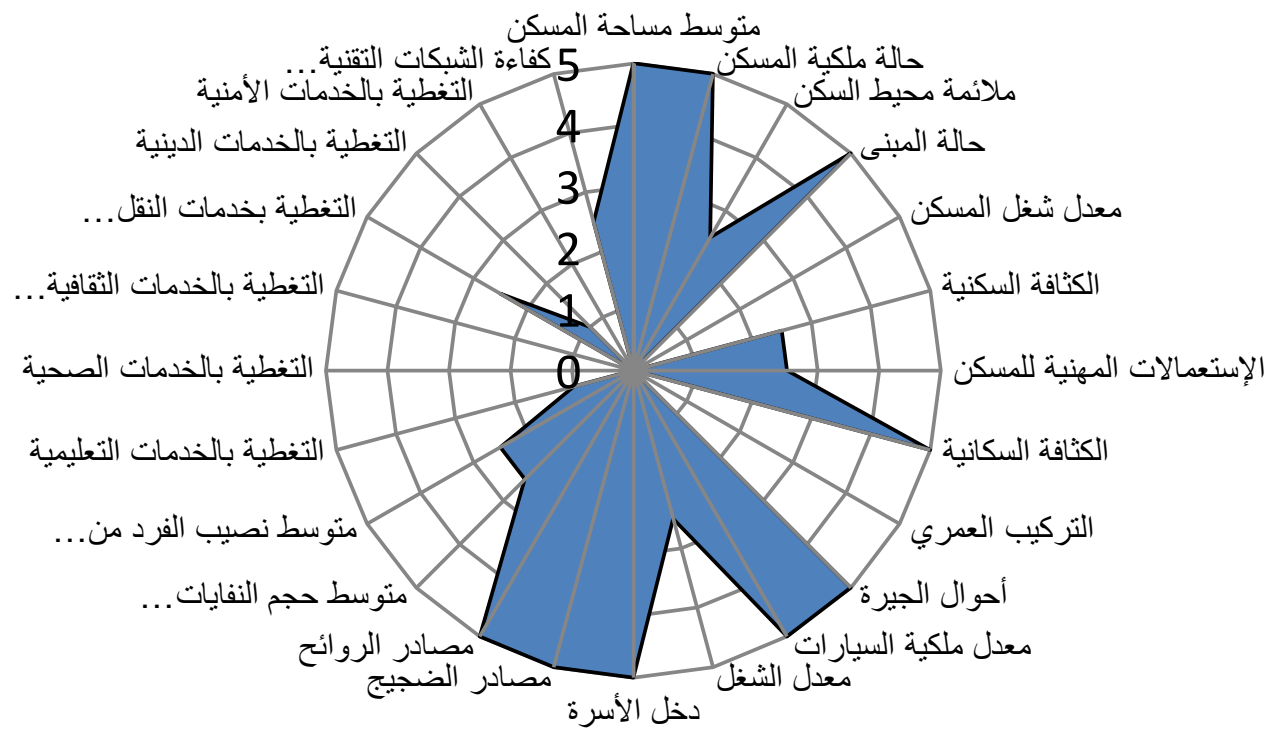 متوسط مساحة المسكن
حالة ملكية المسكن
ملائمة محيط السكن
حالة المبنى
معدل شغل المسكن
الكثافة السكنية
الإستعمالات المهنية للمسكن
الكثافة السكانية
التركيب العمري
أحوال الجيرة
معدل ملكية السيارات
معدل الشغل
دخل الأسرة
مصادر الضجيج
مصادر الروائح
متوسط حجم النفايات…
متوسط نصيب الفرد من…
التغطية بالخدمات التعليمية
التغطية بالخدمات الصحية
التغطية بالخدمات الثقافية…
التغطية بخدمات النقل…
التغطية بالخدمات الدينية
التغطية بالخدمات الأمنية
كفاءة الشبكات التقنية…
5
4
3
2
1
0